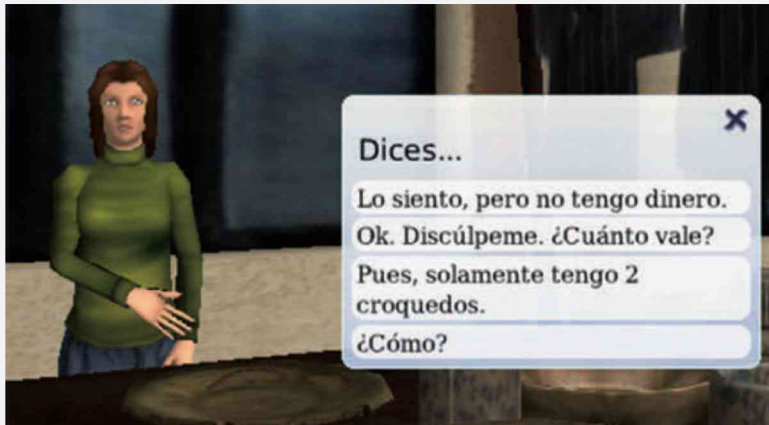 Dices...
Lo siento, pero no tengo dinero.
Ok. Discúlpeme. ¿Cuánto vale?
Pues, solamente tengo 2
croquedos.
¿Cómo?